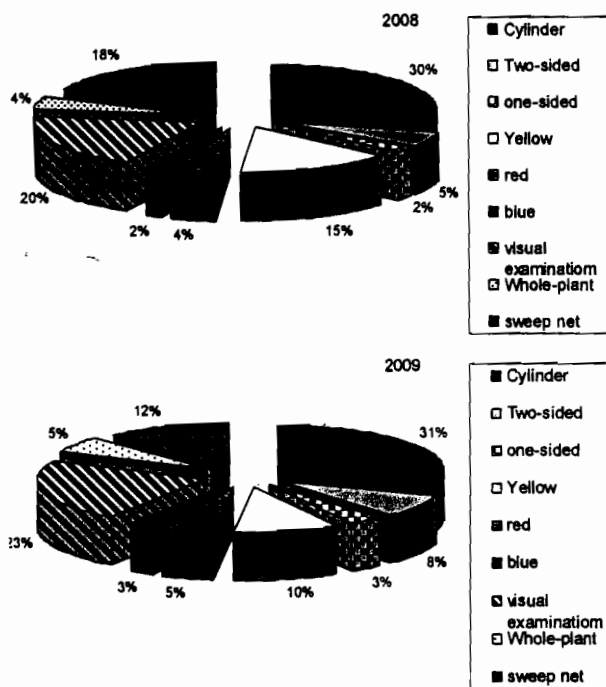 2008
18%
30%
4%
20%
2%
4%
15%
2%
5%
Cylinder
Two-sided
one-sided
Yellow
red
blue
visual
examinatiom
Whole-plant
sweep net
2009
12%
31%
5%
23%
3%
5%
10%
3%
8%
Cylinder
Two-sided
one-sided
Yellow
red
blue
visual
examinatiom
Whole-plant
sweep net